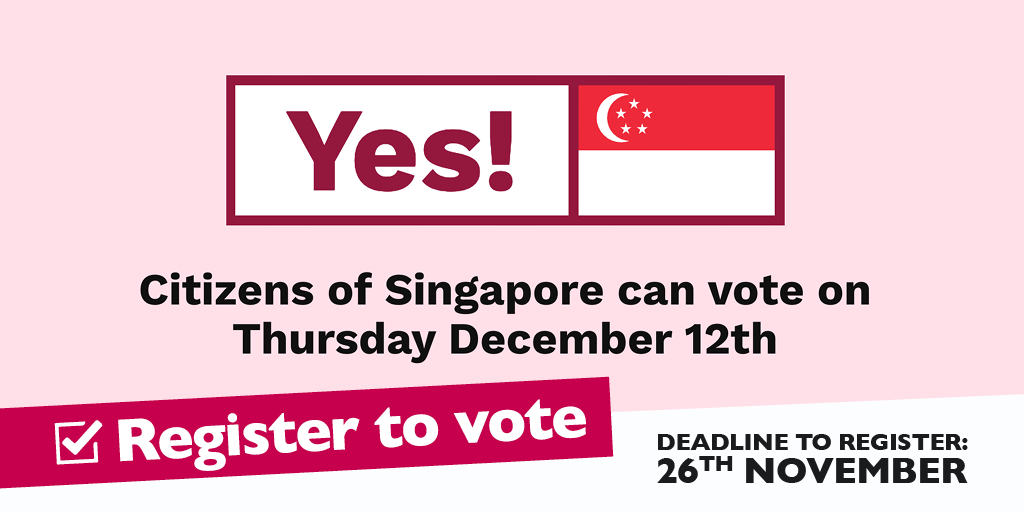 Yes!
Citizens of Singapore can vote on
Thursday December 12th
Register to vote
DEADLINE TO REGISTER:
26TH NOVEMBER